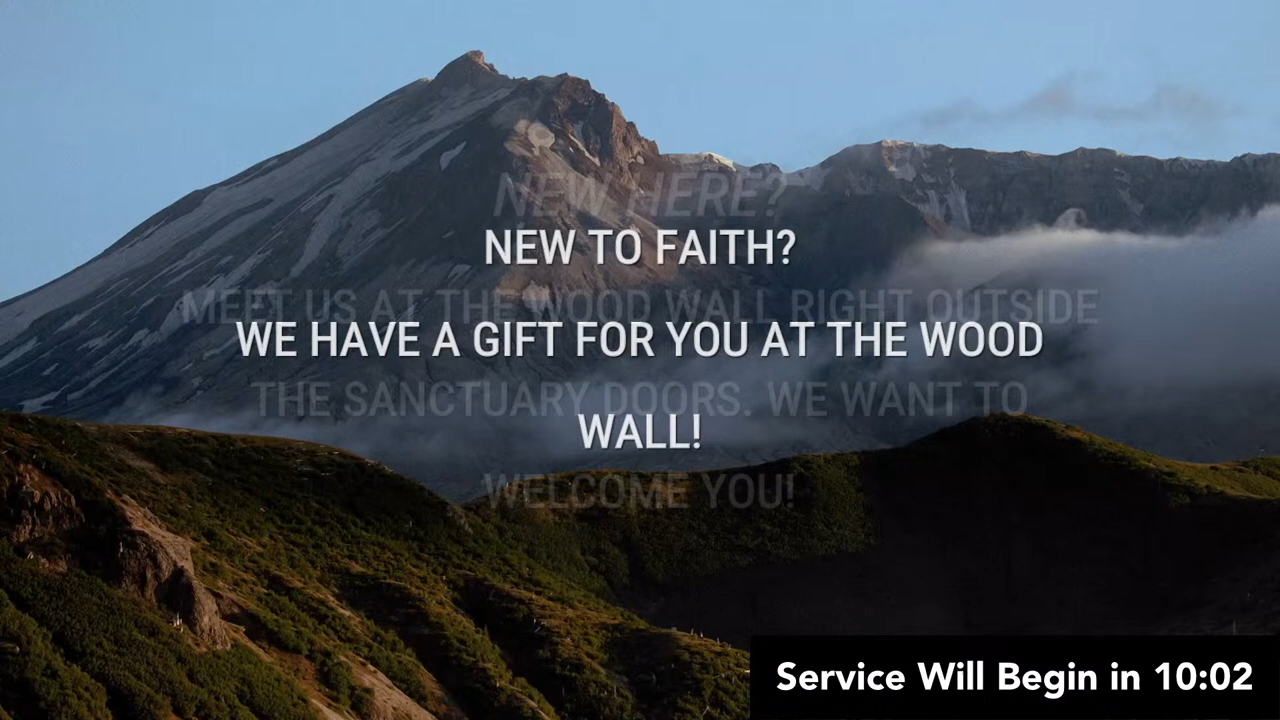 NEW HERE?
NEW TO FAITH?
MEET US AT THE WOOD WALL RIGHT OUTSIDE
WE HAVE A GIFT FOR YOU AT THE WOOD
THE SANCTUARY DOORS. WE WANT TO
WALL!
WELCOME YOU!
Service Will Begin in 10:02